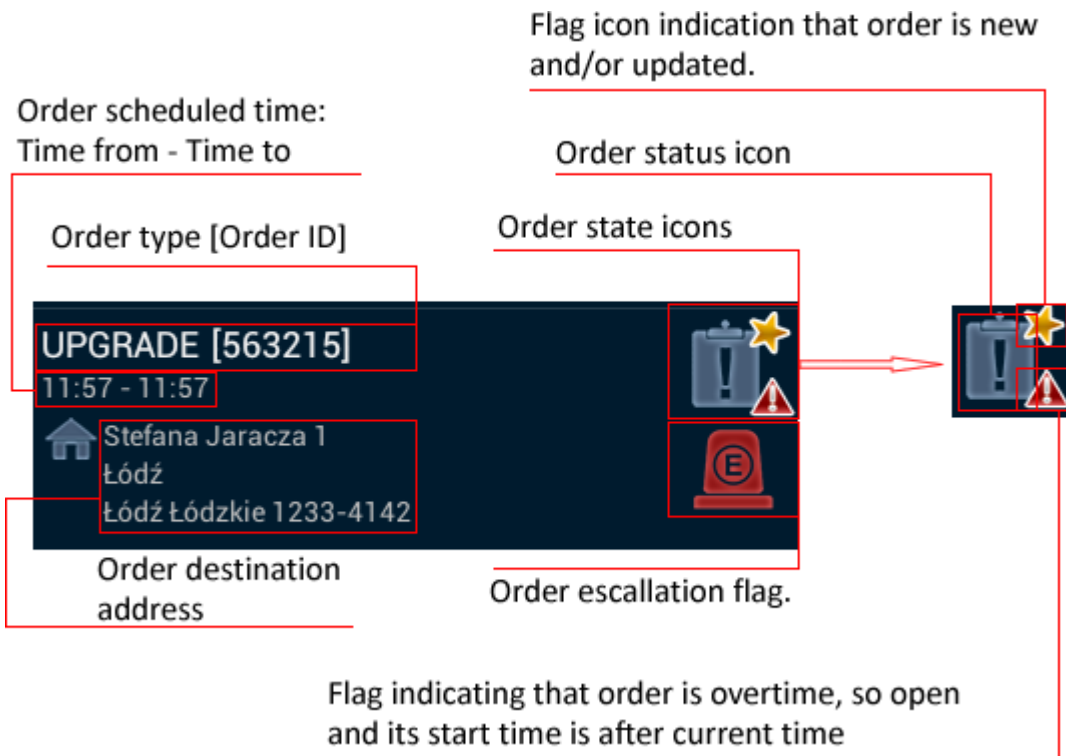 Flag icon indication that order is new
and/or updated.
Order scheduled time:
Time from - Time to
Order status icon
Order type [Order ID]
Order state icons
UPGRADE [563215]
11:57 - 11:57
Stefana Jaracza 1
Łódź
Łódź Łódzkie 1233-4142
E
Order destination
address
Order escallation flag.
Flag indicating that order is overtime, so open
and its start time is after current time